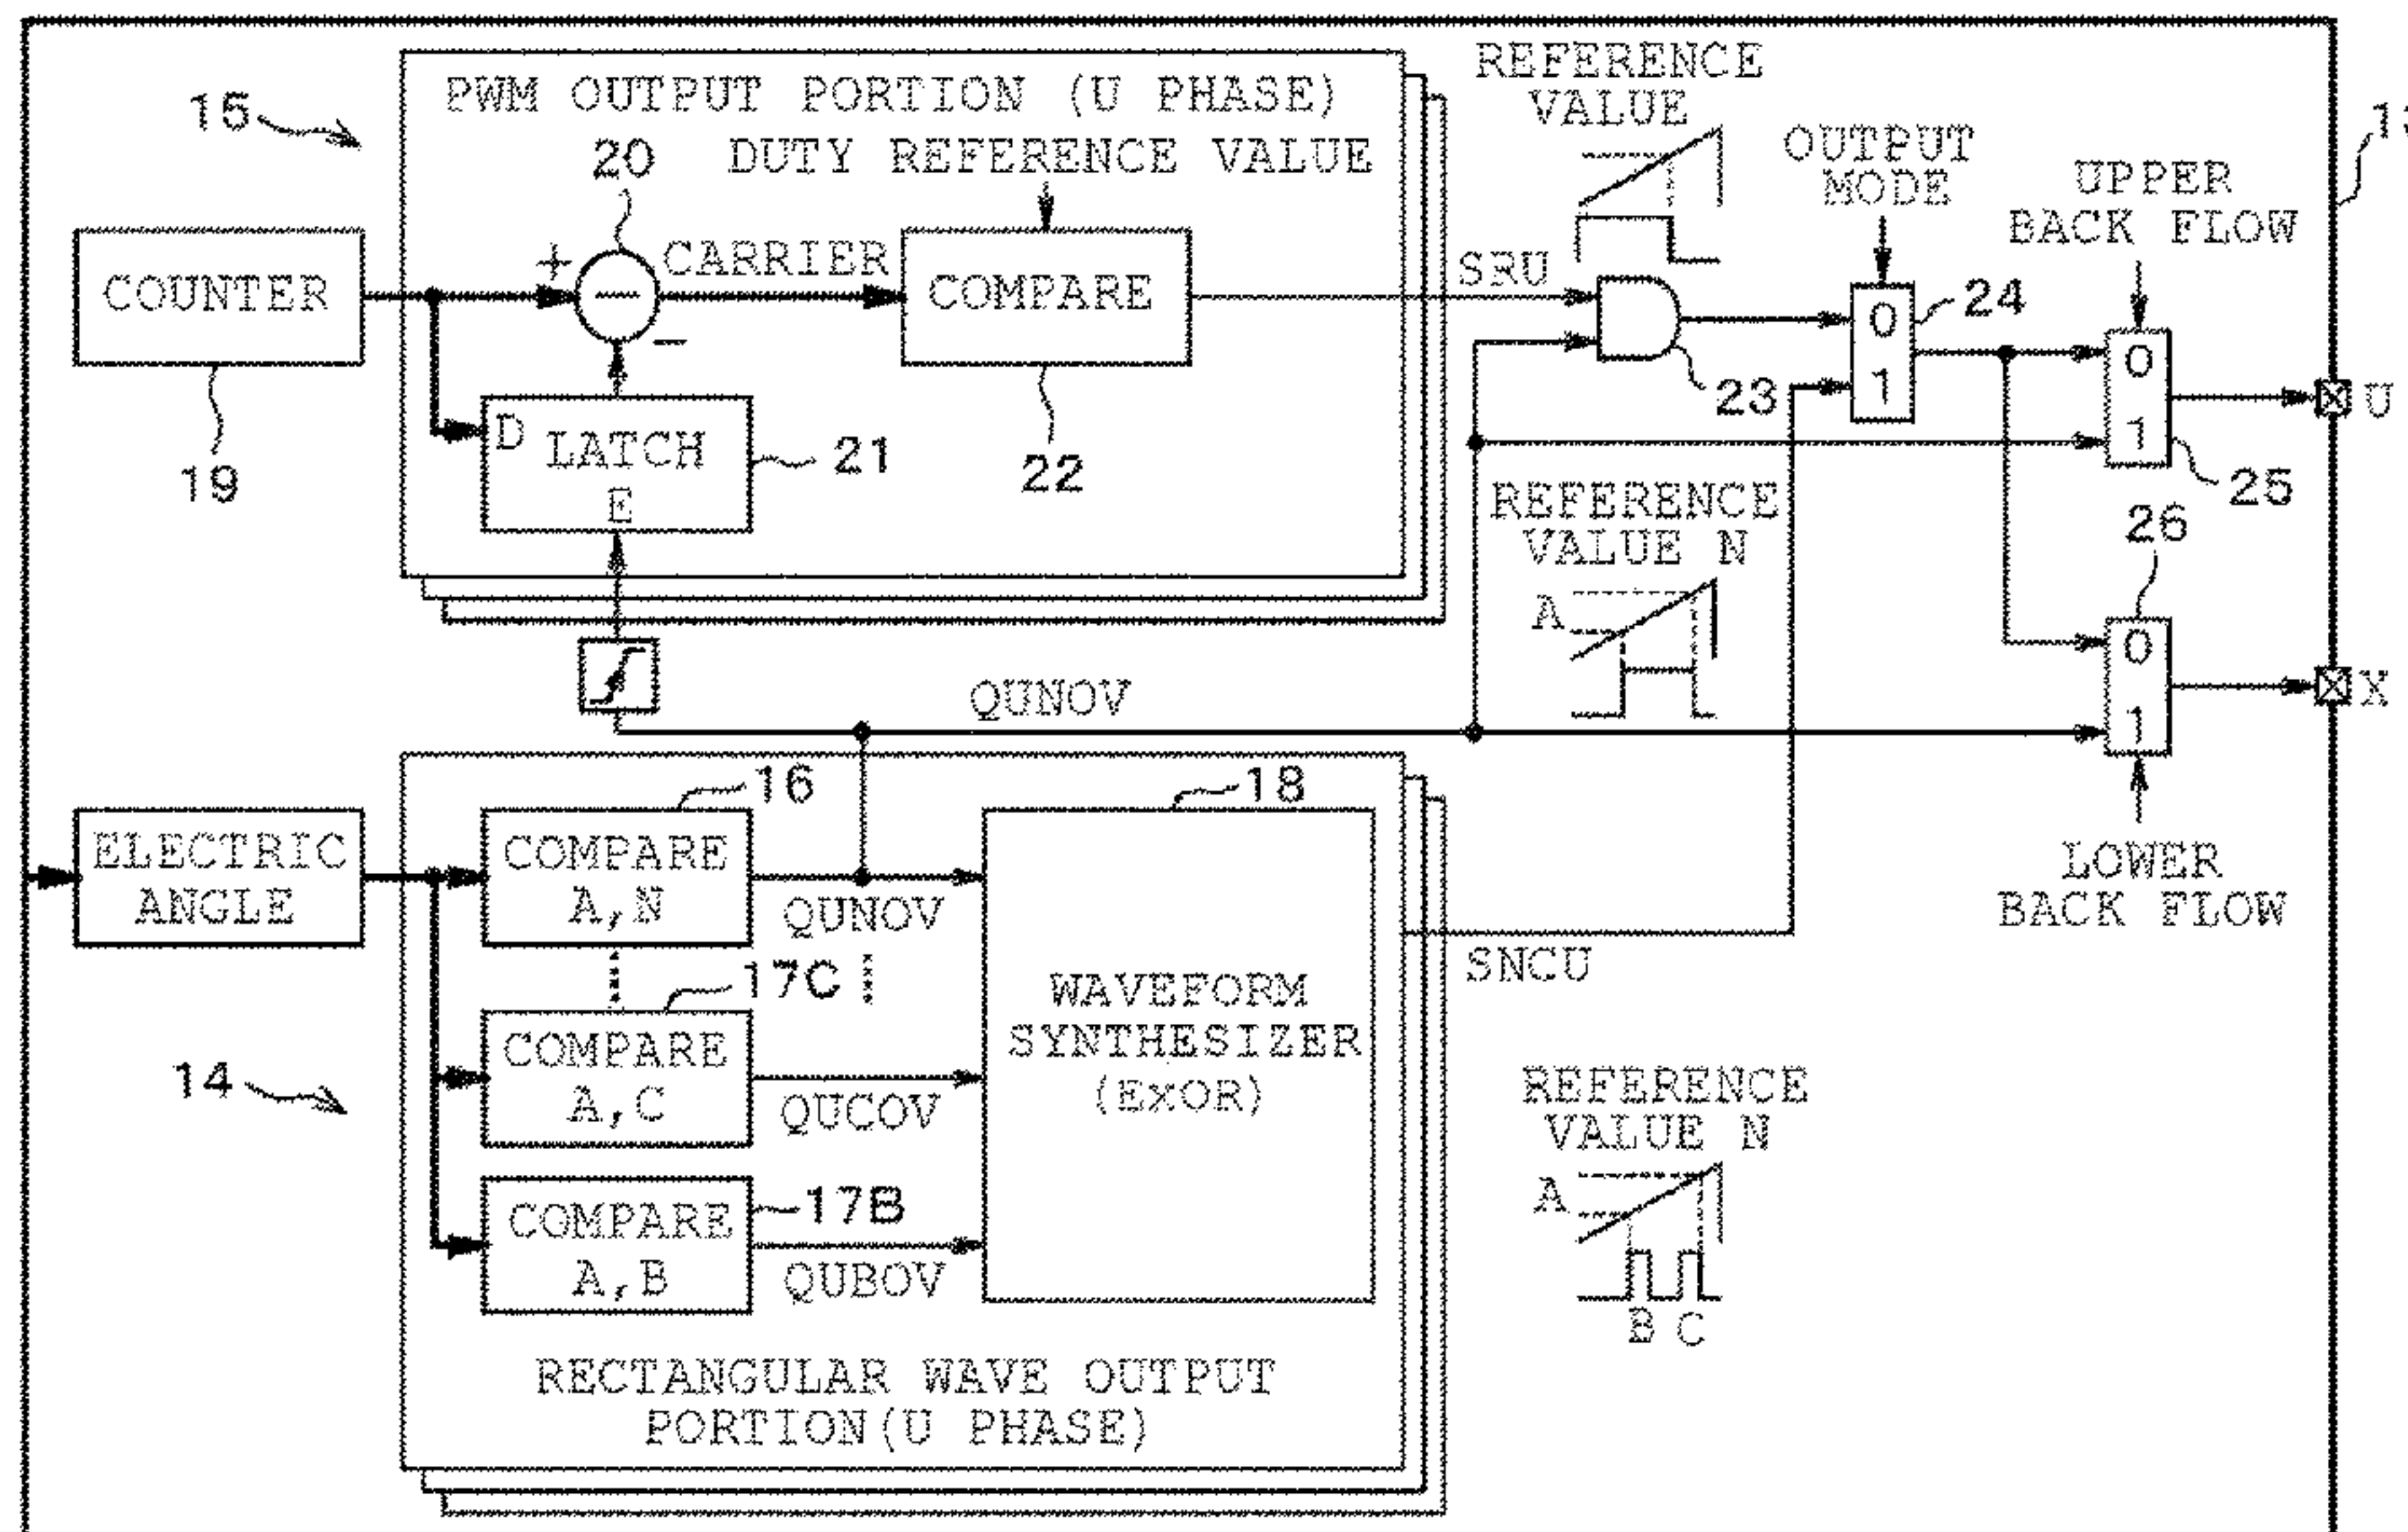 15
PWM OUTPUT PORTION (U PHASE)
20
DUTY REFERENCE VALUE
COUNTER
19
+
−
CARRIER
COMPARE
22
−
D
LATCH
E
21
REFERENCE
VALUE
SRU
23
OUTPUT
MODE
0
1
24
UPPER
BACK FLOW
0
1
25
U
REFERENCE
VALUE N
A
26
0
1
X
LOWER
BACK FLOW
QUNOV
ELECTRIC
ANGLE
14
16
COMPARE
A,N
QUNOV
17C
COMPARE
A,C
QUCOV
17B
COMPARE
A,B
QUBOV
18
WAVEFORM
SYNTHESIZER
(ExOR)
SNCU
REFERENCE
VALUE N
A
B C
RECTANGULAR WAVE OUTPUT
PORTION(U PHASE)